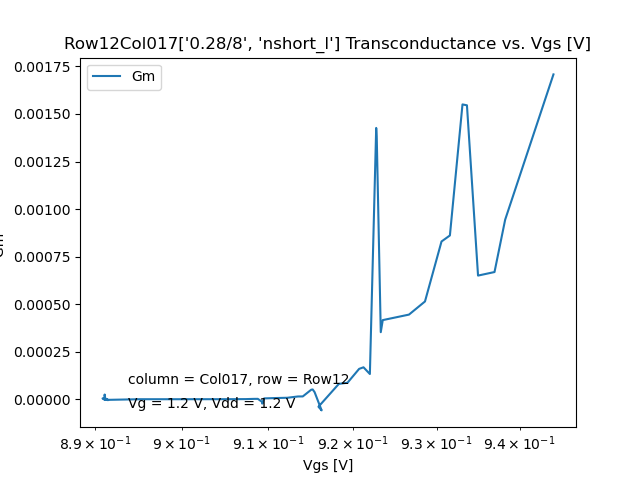 Row12Col017['0.28/8', 'nshort_l'] Transconductance vs. Vgs [V]
Gm
0.00175
0.00150
0.00125
0.00100
0.00075
0.00050
0.00025
0.00000
column = Col017, row = Row12
Vg = 1.2 V, Vdd = 1.2 V
8.9 × 10⁻¹ 9 × 10⁻¹ 9.1 × 10⁻¹ 9.2 × 10⁻¹ 9.3 × 10⁻¹ 9.4 × 10⁻¹
Vgs [V]